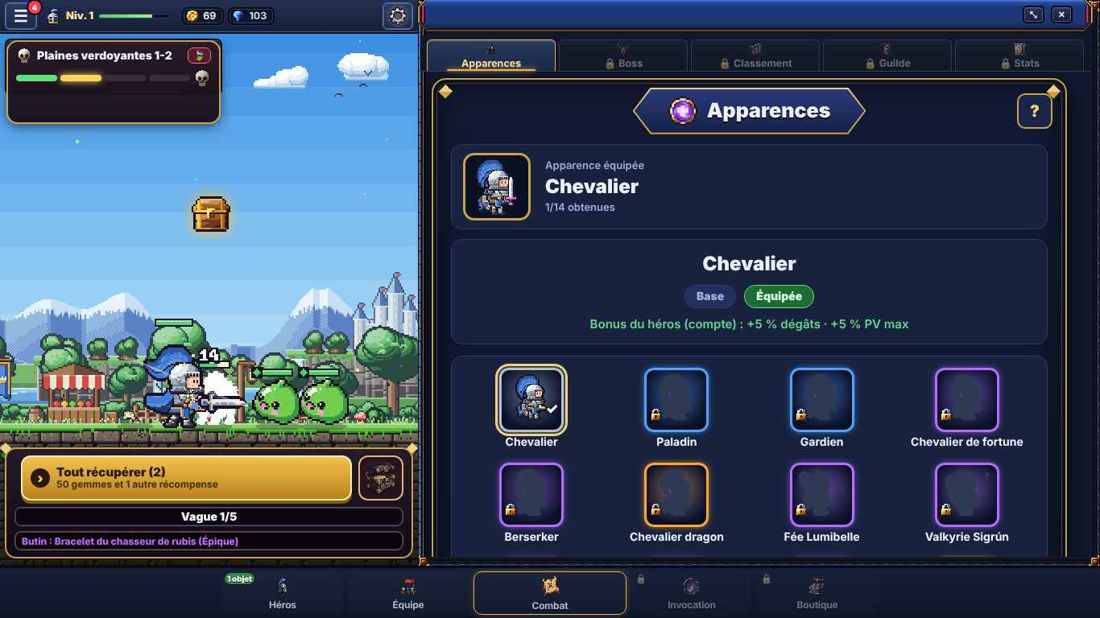 4
Niv. 1
69
103
Plaines verdoyantes 1-2
14
Tout récupérer (2)
50 gemmes et 1 autre récompense
Vague 1/5
Butin : Bracelet du chasseur de rubis (Épique)
Apparences
Boss
Classement
Guilde
Stats
Apparences
?
Apparence équipée
Chevalier
1/14 obtenues
Chevalier
Base
Équipée
Bonus du héros (compte) : +5 % dégâts · +5 % PV max
Chevalier
Paladin
Gardien
Chevalier de fortune
Berserker
Chevalier dragon
Fée Lumibelle
Valkyrie Sigrún
1 objet
Héros
Équipe
Combat
Invocation
Boutique